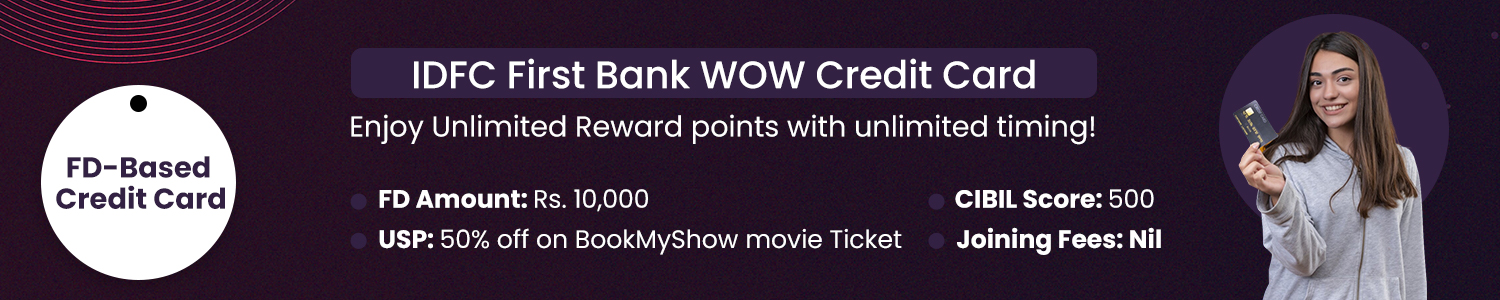 IDFC First Bank WOW Credit Card
Enjoy Unlimited Reward points with unlimited timing!
FD-Based
Credit Card
FD Amount: Rs. 10,000
CIBIL Score: 500
USP: 50% off on BookMyShow movie Ticket
Joining Fees: Nil